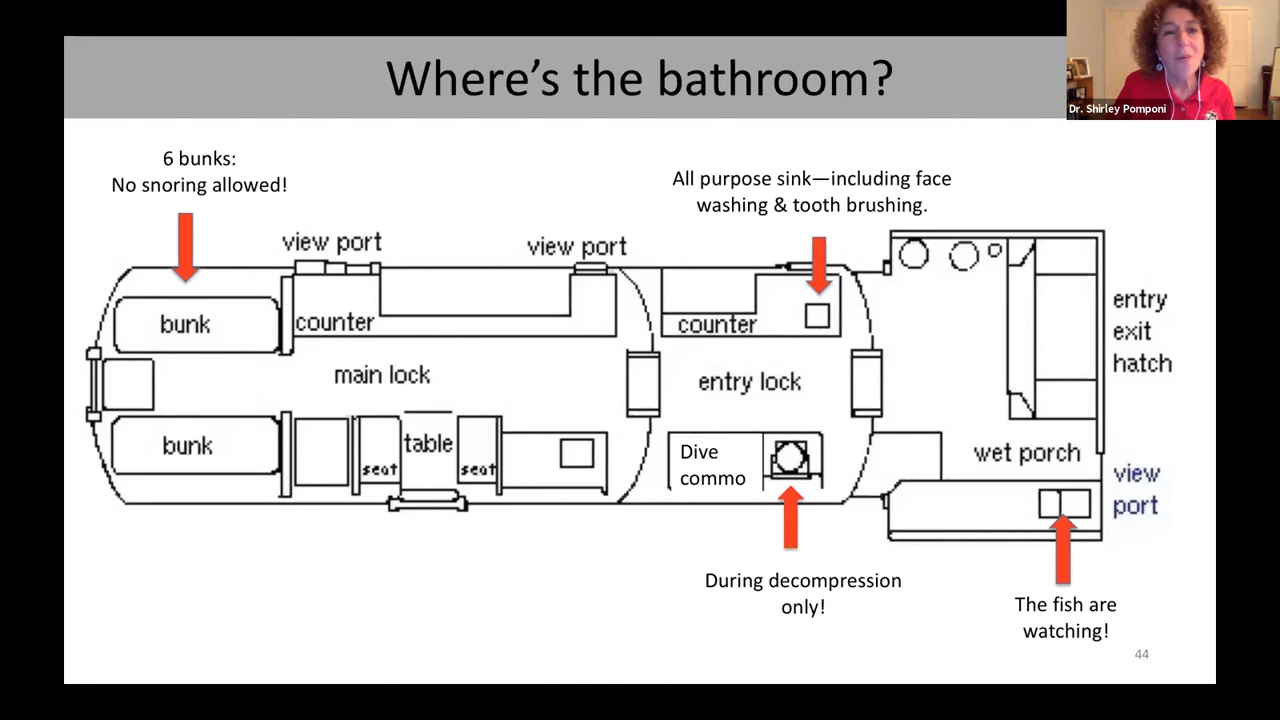 Where's the bathroom?
Dr. Shirley Pomponi
6 bunks:
No snoring allowed!
All purpose sink—including face
washing & tooth brushing.
view port
view port
bunk
counter
counter
entry
exit
hatch
main lock
entry lock
bunk
table
seat
seat
Dive
commo
wet porch
view
port
During decompression
only!
The fish are
watching!
44